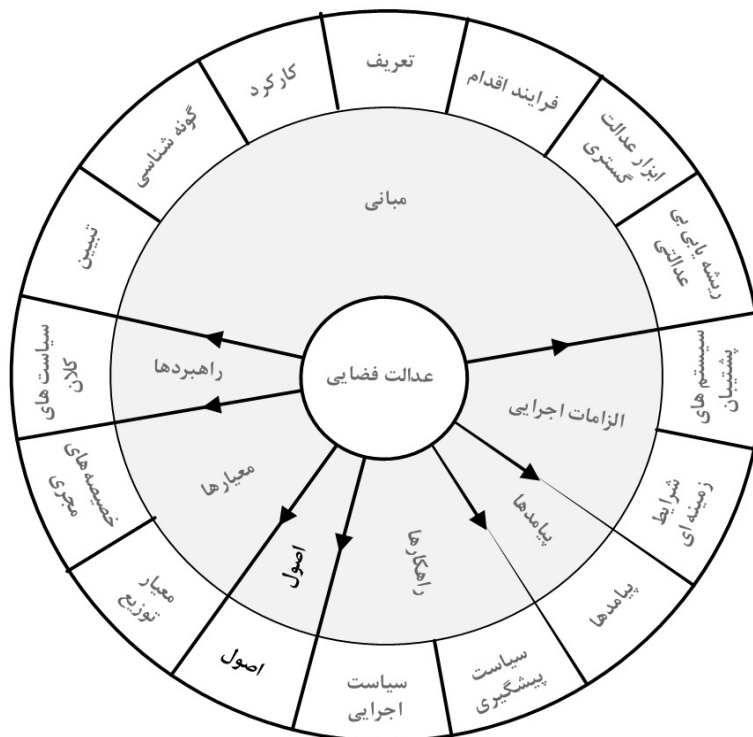 تعریف
فرایند اقدام
ابزار عدالت
گستری
ریشه یابی بی
عدالتی
سیستم های
پشتیبان
شرایط
زمینه ای
پیامدها
سیاست
پیشگیری
سیاست
اجرایی
اصول
معیار
توزیع
خصیصه های
مجری
سیاست های
کلان
تبیین
گونه شناسی
کارکرد
مبانی
الزامات اجرایی
پیامدها
راهکارها
اصول
معیارها
راهبردها
عدالت فضایی